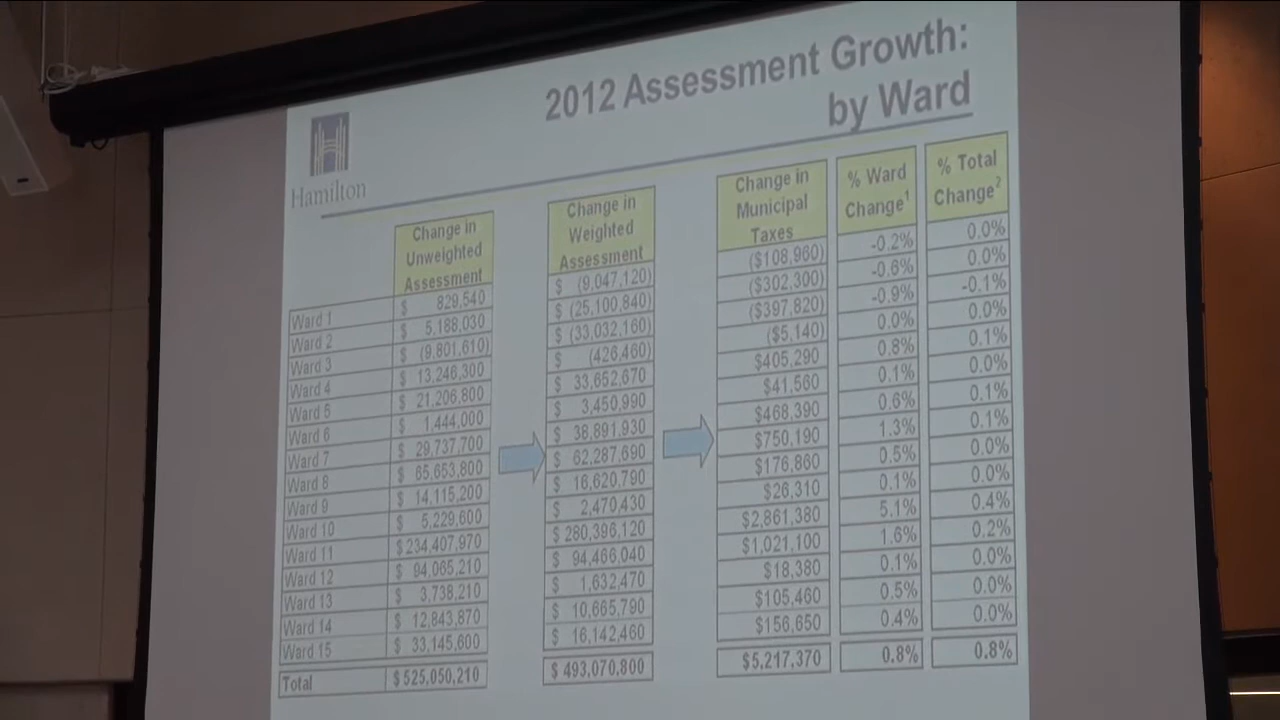 2012 Assessment Growth:
by Ward
Hamilton
Change in Unweighted Assessment Change in Weighted Assessment Change in Municipal Taxes % Ward Change¹ % Total Change²
Ward 1 $ 829,540 $ (9,047,120) ($108,960) -0.2% 0.0%
Ward 2 $ 5,188,030 $ (25,100,840) ($302,300) -0.6% 0.0%
Ward 3 $ (9,801,610) $ (33,032,160) ($397,820) -0.9% -0.1%
Ward 4 $ 13,246,300 $ (426,460) ($5,140) 0.0% 0.0%
Ward 5 $ 21,206,800 $ 33,652,670 $405,290 0.8% 0.1%
Ward 6 $ 1,444,000 $ 3,450,990 $41,560 0.1% 0.0%
Ward 7 $ 29,737,700 $ 38,891,930 $468,390 0.6% 0.1%
Ward 8 $ 65,653,800 $ 62,287,690 $750,190 1.3% 0.1%
Ward 9 $ 14,115,200 $ 16,620,790 $176,860 0.5% 0.0%
Ward 10 $ 5,229,600 $ 2,470,430 $26,310 0.1% 0.0%
Ward 11 $ 234,407,970 $ 280,396,120 $2,861,380 5.1% 0.4%
Ward 12 $ 94,065,210 $ 94,466,040 $1,021,100 1.6% 0.2%
Ward 13 $ 3,738,210 $ 1,632,470 $18,380 0.1% 0.0%
Ward 14 $ 12,843,870 $ 10,665,790 $105,460 0.5% 0.0%
Ward 15 $ 33,145,600 $ 16,142,460 $156,650 0.4% 0.0%
Total $ 525,050,210 $ 493,070,800 $5,217,370 0.8% 0.8%